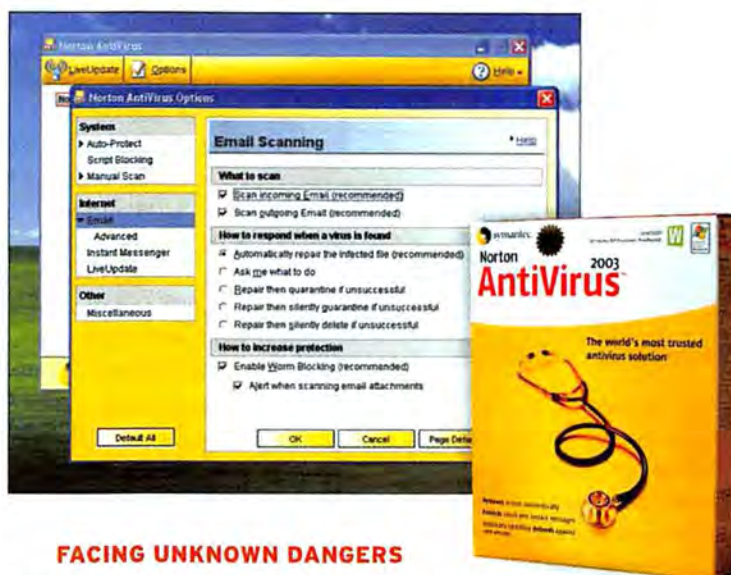 Norton AntiVirus
LiveUpdate Options Help
Norton AntiVirus Options
System
Auto-Protect
Script Blocking
Manual Scan
Internet
Email
Advanced
Instant Messenger
LiveUpdate
Other
Miscellaneous
Default All
Email Scanning
Help
What to scan
Scan incoming Email (recommended)
Scan outgoing Email (recommended)
How to respond when a virus is found
Automatically repair the infected file (recommended)
Ask me what to do
Repair then quarantine if unsuccessful
Repair then silently quarantine if unsuccessful
Repair then silently delete if unsuccessful
How to increase protection
Enable Worm Blocking (recommended)
Alert when scanning email attachments
OK Cancel Page Defa
symantec
Norton
AntiVirus™
2003
The world's most trusted
antivirus solution
FACING UNKNOWN DANGERS